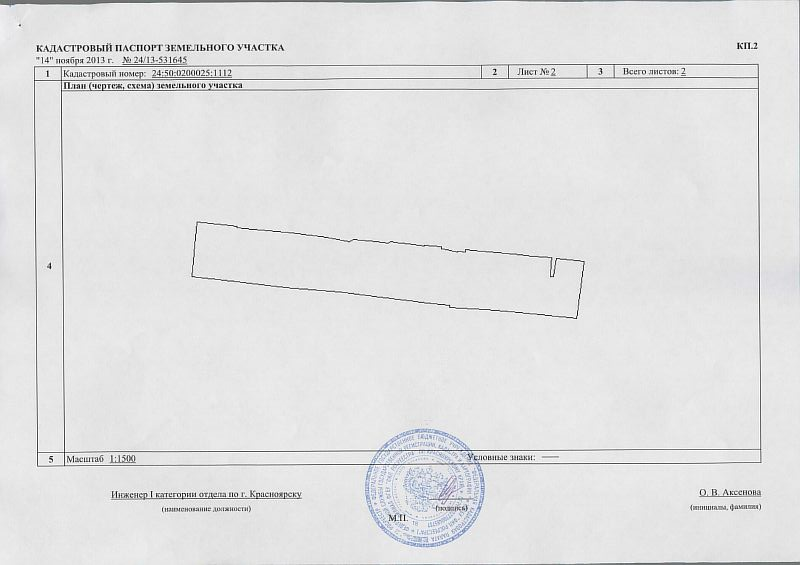 КАДАСТРОВЫЙ ПАСПОРТ ЗЕМЕЛЬНОГО УЧАСТКА
КП.2
"14" ноября 2013 г. № 24/13-531645
1 Кадастровый номер: 24:50:0200025:1112 2 Лист № 2 3 Всего листов: 2
План (чертеж, схема) земельного участка
4
5 Масштаб 1:1500 Условные знаки:
Инженер I категории отдела по г. Красноярску О. В. Аксенова
(наименование должности) (подпись) (инициалы, фамилия)
М.П.